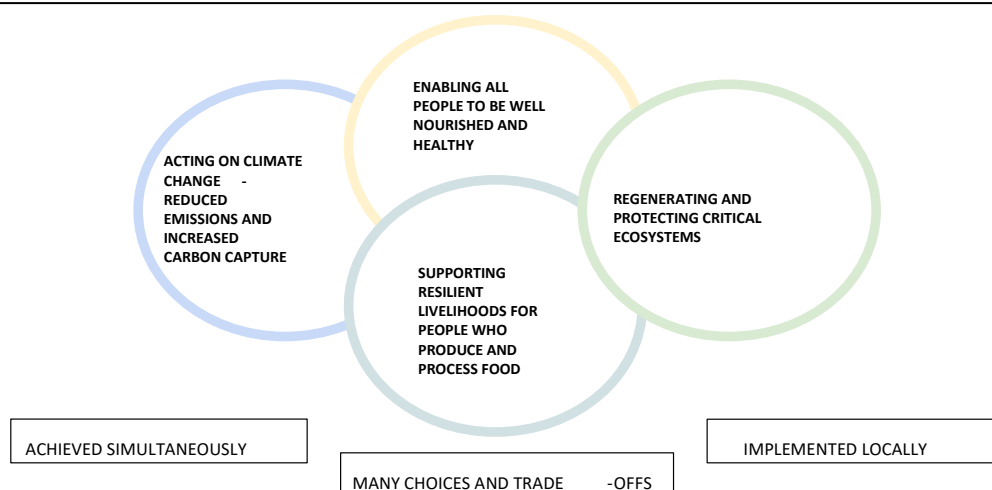 ENABLING ALL
PEOPLE TO BE WELL
NOURISHED AND
HEALTHY
ACTING ON CLIMATE
CHANGE -
REDUCED
EMISSIONS AND
INCREASED
CARBON CAPTURE
REGENERATING AND
PROTECTING CRITICAL
ECOSYSTEMS
SUPPORTING
RESILIENT
LIVELIHOODS FOR
PEOPLE WHO
PRODUCE AND
PROCESS FOOD
ACHIEVED SIMULTANEOUSLY
IMPLEMENTED LOCALLY
MANY CHOICES AND TRADE -OFFS